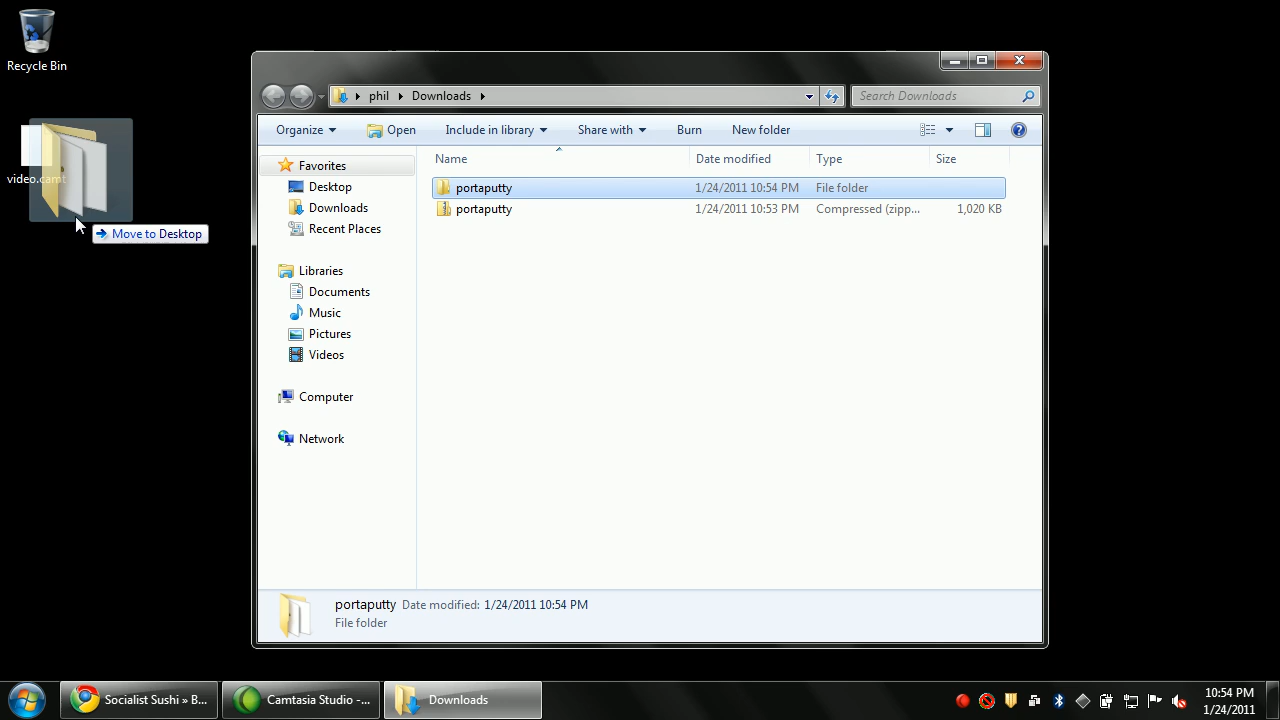 Recycle Bin
video.camt
Move to Desktop
phil
Downloads
Search Downloads
Organize
Open
Include in library
Share with
Burn
New folder
Name
Date modified
Type
Size
Favorites
Desktop
Downloads
Recent Places
Libraries
Documents
Music
Pictures
Videos
Computer
Network
portaputty 1/24/2011 10:54 PM File folder
portaputty 1/24/2011 10:53 PM Compressed (zipp... 1,020 KB
portaputty Date modified: 1/24/2011 10:54 PM
File folder
Socialist Sushi » B...
Camtasia Studio -...
Downloads
10:54 PM
1/24/2011